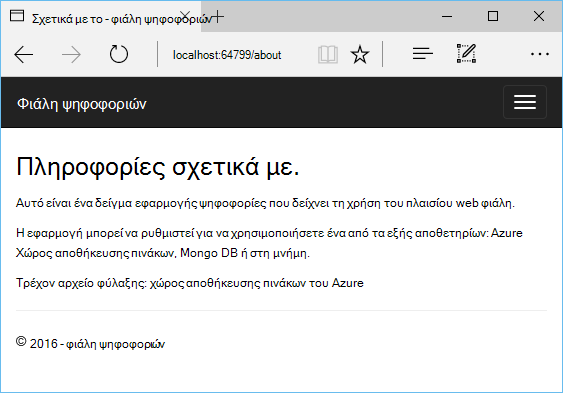 Σχετικά με το - φιάλη ψηφοφοριών
localhost:64799/about
Φιάλη ψηφοφοριών
Πληροφορίες σχετικά με.
Αυτό είναι ένα δείγμα εφαρμογής ψηφοφορίες που δείχνει τη χρήση του πλαισίου web φιάλη.
Η εφαρμογή μπορεί να ρυθμιστεί για να χρησιμοποιήσετε ένα από τα εξής αποθετηρίων: Azure
Χώρος αποθήκευσης πινάκων, Mongo DB ή στη μνήμη.
Τρέχον αρχείο φύλαξης: χώρος αποθήκευσης πινάκων του Azure
© 2016 - φιάλη ψηφοφοριών